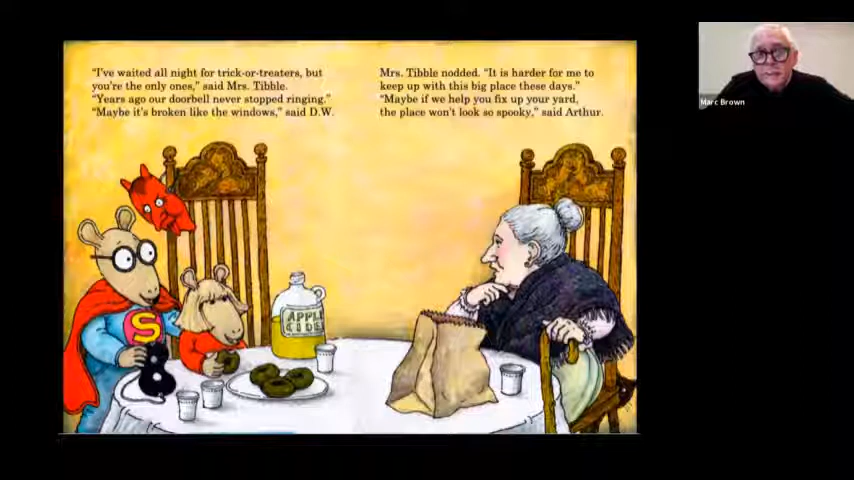 “I’ve waited all night for trick-or-treaters, but
you’re the only ones,” said Mrs. Tibble.
“Years ago our doorbell never stopped ringing.”
“Maybe it’s broken like the windows,” said D.W.
Mrs. Tibble nodded. “It is harder for me to
keep up with this big place these days.”
“Maybe if we help you fix up your yard,
the place won’t look so spooky,” said Arthur.
S
APPLE
CIDER
Marc Brown